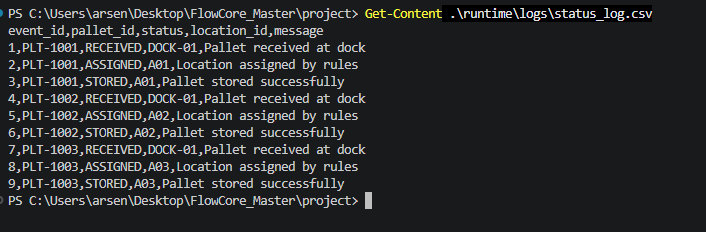 PS C:\Users\arsen\Desktop\FlowCore_Master\project> Get-Content .\runtime\logs\status_log.csv
event_id,pallet_id,status,location_id,message
1,PLT-1001,RECEIVED,DOCK-01,Pallet received at dock
2,PLT-1001,ASSIGNED,A01,Location assigned by rules
3,PLT-1001,STORED,A01,Pallet stored successfully
4,PLT-1002,RECEIVED,DOCK-01,Pallet received at dock
5,PLT-1002,ASSIGNED,A02,Location assigned by rules
6,PLT-1002,STORED,A02,Pallet stored successfully
7,PLT-1003,RECEIVED,DOCK-01,Pallet received at dock
8,PLT-1003,ASSIGNED,A03,Location assigned by rules
9,PLT-1003,STORED,A03,Pallet stored successfully
PS C:\Users\arsen\Desktop\FlowCore_Master\project>